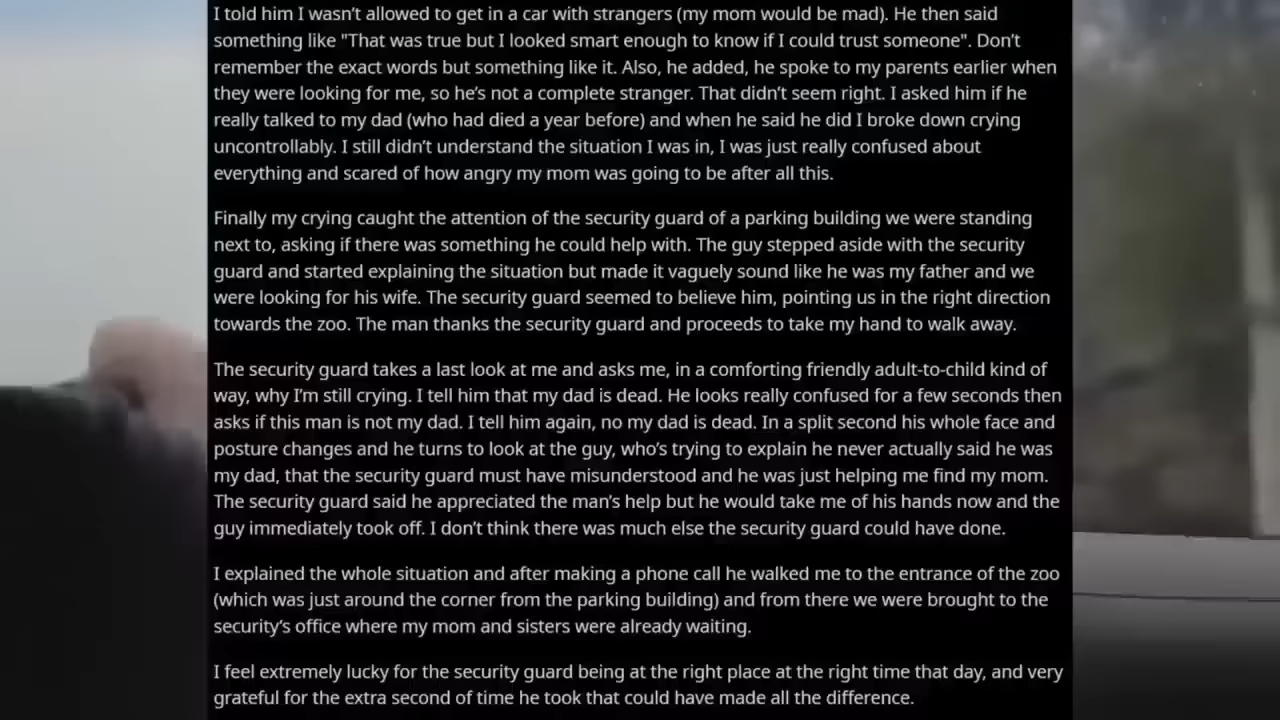 I told him I wasn't allowed to get in a car with strangers (my mom would be mad). He then said
something like "That was true but I looked smart enough to know if I could trust someone". Don't
remember the exact words but something like it. Also, he added, he spoke to my parents earlier when
they were looking for me, so he's not a complete stranger. That didn't seem right. I asked him if he
really talked to my dad (who had died a year before) and when he said he did I broke down crying
uncontrollably. I still didn't understand the situation I was in, I was just really confused about
everything and scared of how angry my mom was going to be after all this.
Finally my crying caught the attention of the security guard of a parking building we were standing
next to, asking if there was something he could help with. The guy stepped aside with the security
guard and started explaining the situation but made it vaguely sound like he was my father and we
were looking for his wife. The security guard seemed to believe him, pointing us in the right direction
towards the zoo. The man thanks the security guard and proceeds to take my hand to walk away.
The security guard takes a last look at me and asks me, in a comforting friendly adult-to-child kind of
way, why I'm still crying. I tell him that my dad is dead. He looks really confused for a few seconds then
asks if this man is not my dad. I tell him again, no my dad is dead. In a split second his whole face and
posture changes and he turns to look at the guy, who's trying to explain he never actually said he was
my dad, that the security guard must have misunderstood and he was just helping me find my mom.
The security guard said he appreciated the man's help but he would take me of his hands now and the
guy immediately took off. I don't think there was much else the security guard could have done.
I explained the whole situation and after making a phone call he walked me to the entrance of the zoo
(which was just around the corner from the parking building) and from there we were brought to the
security's office where my mom and sisters were already waiting.
I feel extremely lucky for the security guard being at the right place at the right time that day, and very
grateful for the extra second of time he took that could have made all the difference.